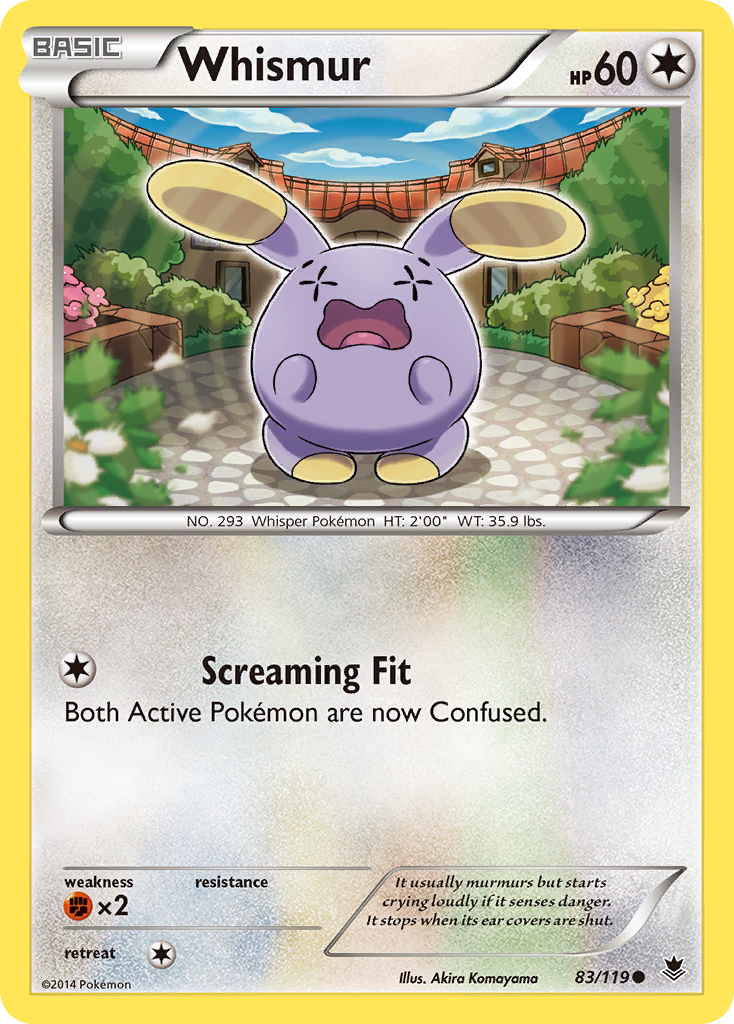 BASIC
Whismur
HP60
NO. 293 Whisper Pokémon HT: 2'00" WT: 35.9 lbs.
Screaming Fit
Both Active Pokémon are now Confused.
weakness
resistance
×2
It usually murmurs but starts
crying loudly if it senses danger.
It stops when its ear covers are shut.
retreat
©2014 Pokémon
Illus. Akira Komayama
83/119